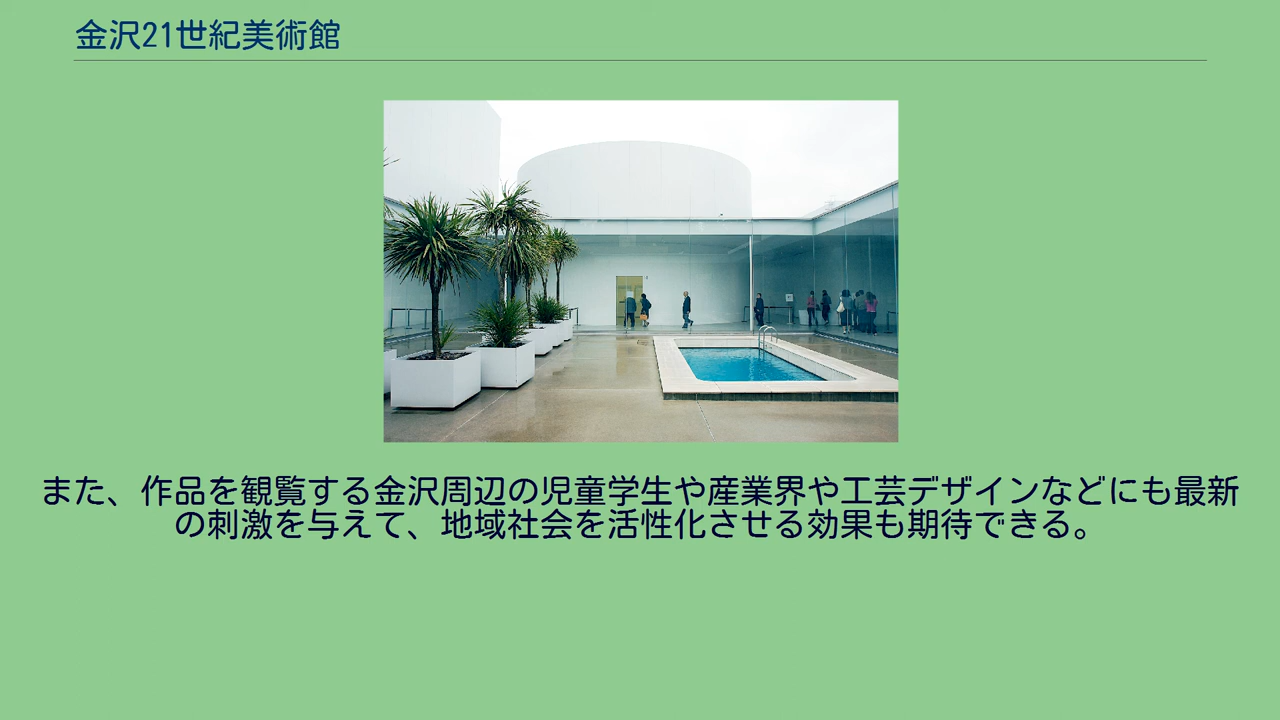 金沢21世紀美術館
また、作品を観覧する金沢周辺の児童学生や産業界や工芸デザインなどにも最新
の刺激を与えて、地域社会を活性化させる効果も期待できる。